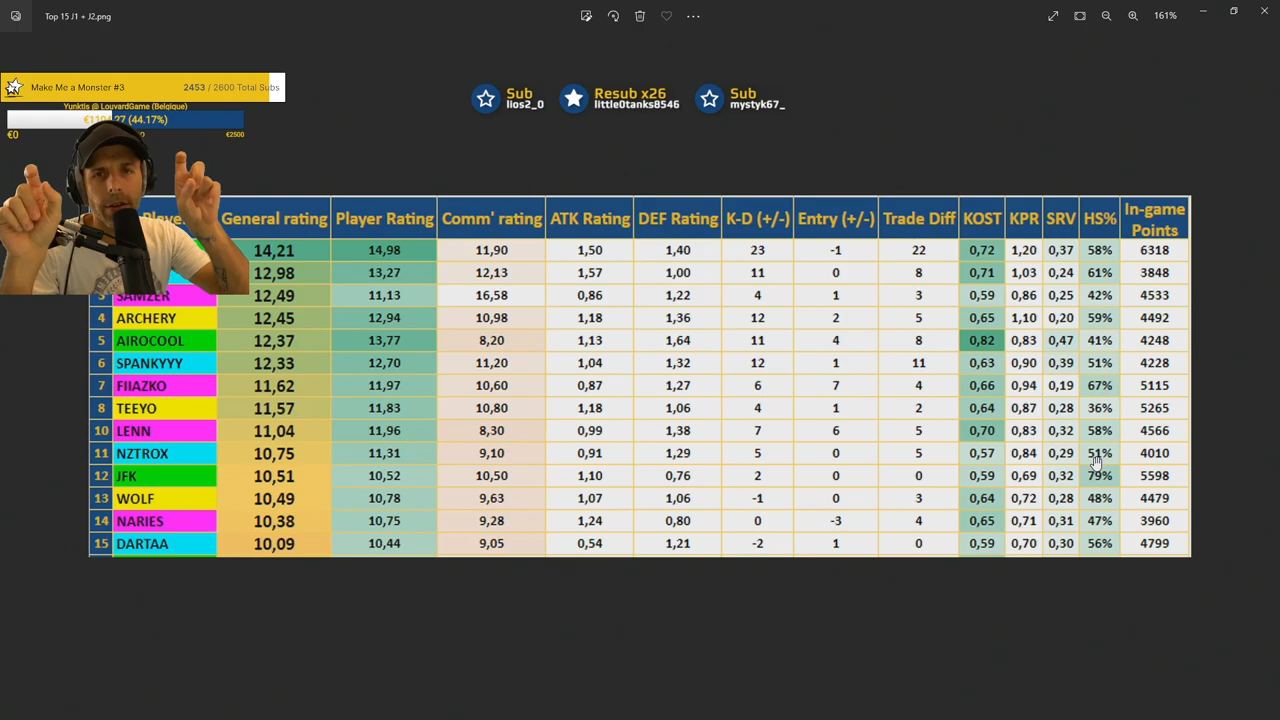 Top 15 J1 + J2.png
161%
Make Me a Monster #3 2453 / 2600 Total Subs
Yunktis @ LouvardGame (Belgique)
(44.17%)
€0 €2500
Sub
lios2_0
Resub x26
little0tanks8546
Sub
mystyk67_
General rating Player Rating Comm' rating ATK Rating DEF Rating K-D (+/-) Entry (+/-) Trade Diff KOST KPR SRV HS% In-game Points
14,21 14,98 11,90 1,50 1,40 23 -1 22 0,72 1,20 0,37 58% 6318
12,98 13,27 12,13 1,57 1,00 11 0 8 0,71 1,03 0,24 61% 3848
3 SAMZER 12,49 11,13 16,58 0,86 1,22 4 1 3 0,59 0,86 0,25 42% 4533
4 ARCHERY 12,45 12,94 10,98 1,18 1,36 12 2 5 0,65 1,10 0,20 59% 4492
5 AIROCOOL 12,37 13,77 8,20 1,13 1,64 11 4 8 0,82 0,83 0,47 41% 4248
6 SPANKYYY 12,33 12,70 11,20 1,04 1,32 12 1 11 0,63 0,90 0,39 51% 4228
7 FIIAZKO 11,62 11,97 10,60 0,87 1,27 6 7 4 0,66 0,94 0,19 67% 5115
8 TEEYO 11,57 11,83 10,80 1,18 1,06 4 1 2 0,64 0,87 0,28 36% 5265
10 LENN 11,04 11,96 8,30 0,99 1,38 7 6 5 0,70 0,83 0,32 58% 4566
11 NZTROX 10,75 11,31 9,10 0,91 1,29 5 0 5 0,57 0,84 0,29 51% 4010
12 JFK 10,51 10,52 10,50 1,10 0,76 2 0 0 0,59 0,69 0,32 79% 5598
13 WOLF 10,49 10,78 9,63 1,07 1,06 -1 0 3 0,64 0,72 0,28 48% 4479
14 NARIES 10,38 10,75 9,28 1,24 0,80 0 -3 4 0,65 0,71 0,31 47% 3960
15 DARTAA 10,09 10,44 9,05 0,54 1,21 -2 1 0 0,59 0,70 0,30 56% 4799